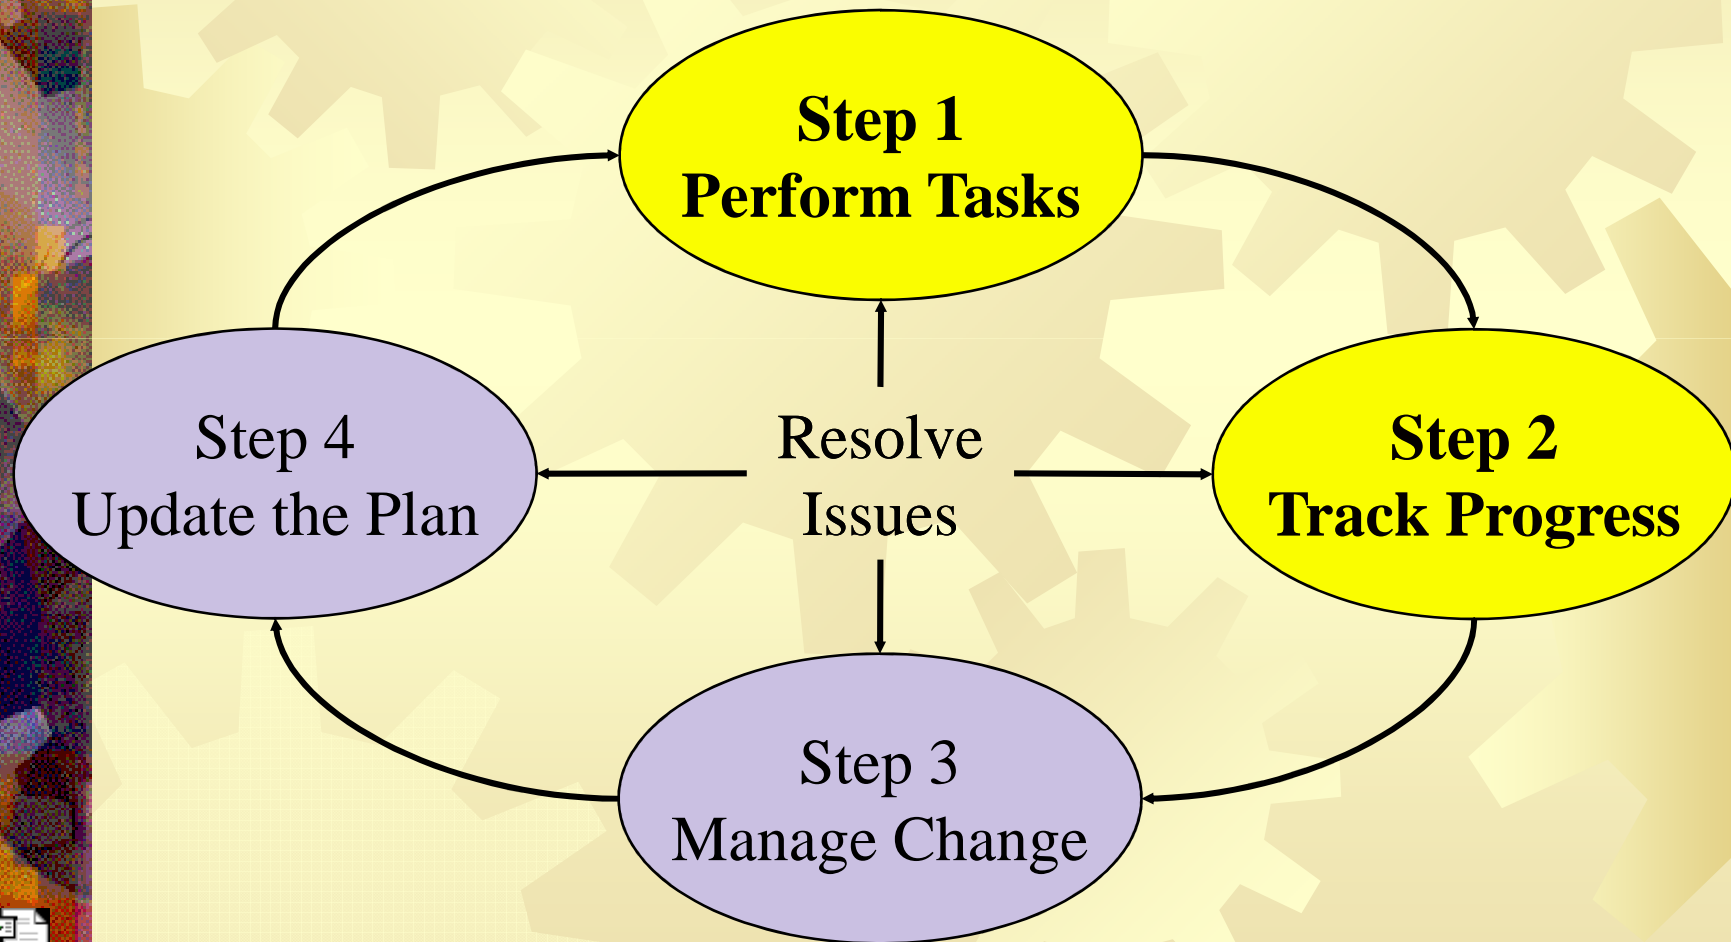 Step 1
Perform Tasks
Step 2
Track Progress
Step 3
Manage Change
Step 4
Update the Plan
Resolve
Issues